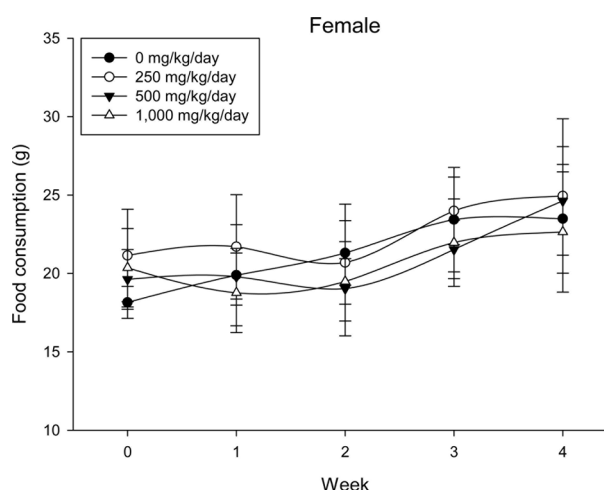 Female
35
30
25
20
15
10
Food consumption (g)
0 mg/kg/day
250 mg/kg/day
500 mg/kg/day
1,000 mg/kg/day
0 1 2 3 4
Week